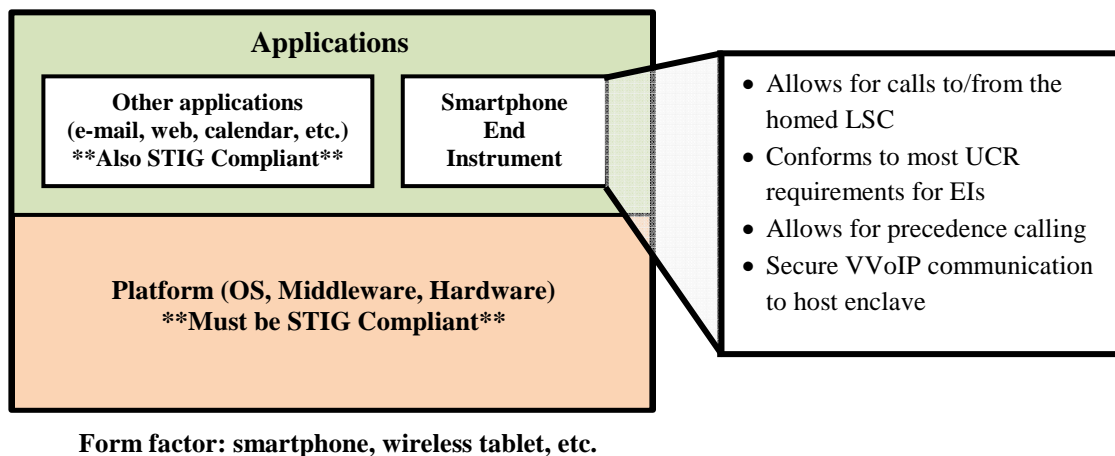 Applications
Other applications
(e-mail, web, calendar, etc.)
**Also STIG Compliant**
Smartphone
End
Instrument
Platform (OS, Middleware, Hardware)
**Must be STIG Compliant**
• Allows for calls to/from the
homed LSC
• Conforms to most UCR
requirements for EIs
• Allows for precedence calling
• Secure VVoIP communication
to host enclave
Form factor: smartphone, wireless tablet, etc.